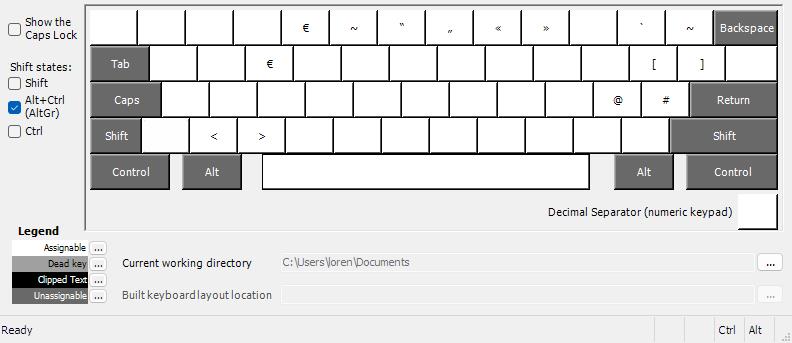 Show the
Caps Lock
€ ~ “ „ « » ` ~ Backspace
Tab € [ ]
Shift states:
Shift
Caps @ # Return
Alt+Ctrl
(AltGr)
Ctrl
Shift < > Shift
Control Alt Alt Control
Decimal Separator (numeric keypad)
Legend
Assignable ...
Dead key ...
Clipped Text ...
Unassignable ...
Current working directory C:\Users\loren\Documents ...
Built keyboard layout location ...
Ready Ctrl Alt